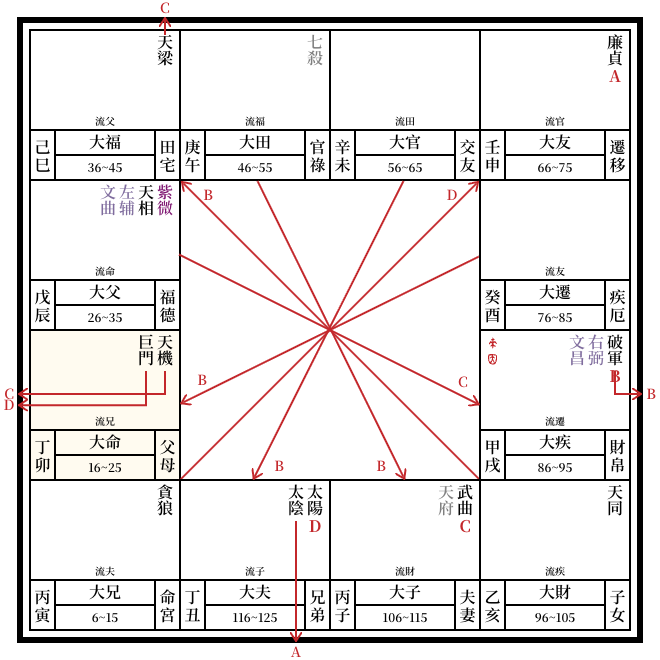 C
天梁
流父
己巳
大福
36~45
田宅
七殺
流福
庚午
大田
46~55
官祿
流田
辛未
大官
56~65
交友
廉貞
A
流官
壬申
大友
66~75
遷移
文曲
左辅
天相
紫微
流命
戊辰
大父
26~35
福德
B
D
流友
癸酉
大遷
76~85
疾厄
巨門
天機
C
D
流兄
丁卯
大命
16~25
父母
B
C
B
B
文昌
右弼
破軍
B
B
流遷
甲戌
大疾
86~95
財帛
貪狼
流夫
丙寅
大兄
6~15
命宮
太陰
太陽
D
流子
丁丑
大夫
116~125
兄弟
A
天府
武曲
C
流財
丙子
大子
106~115
夫妻
天同
流疾
乙亥
大財
96~105
子女